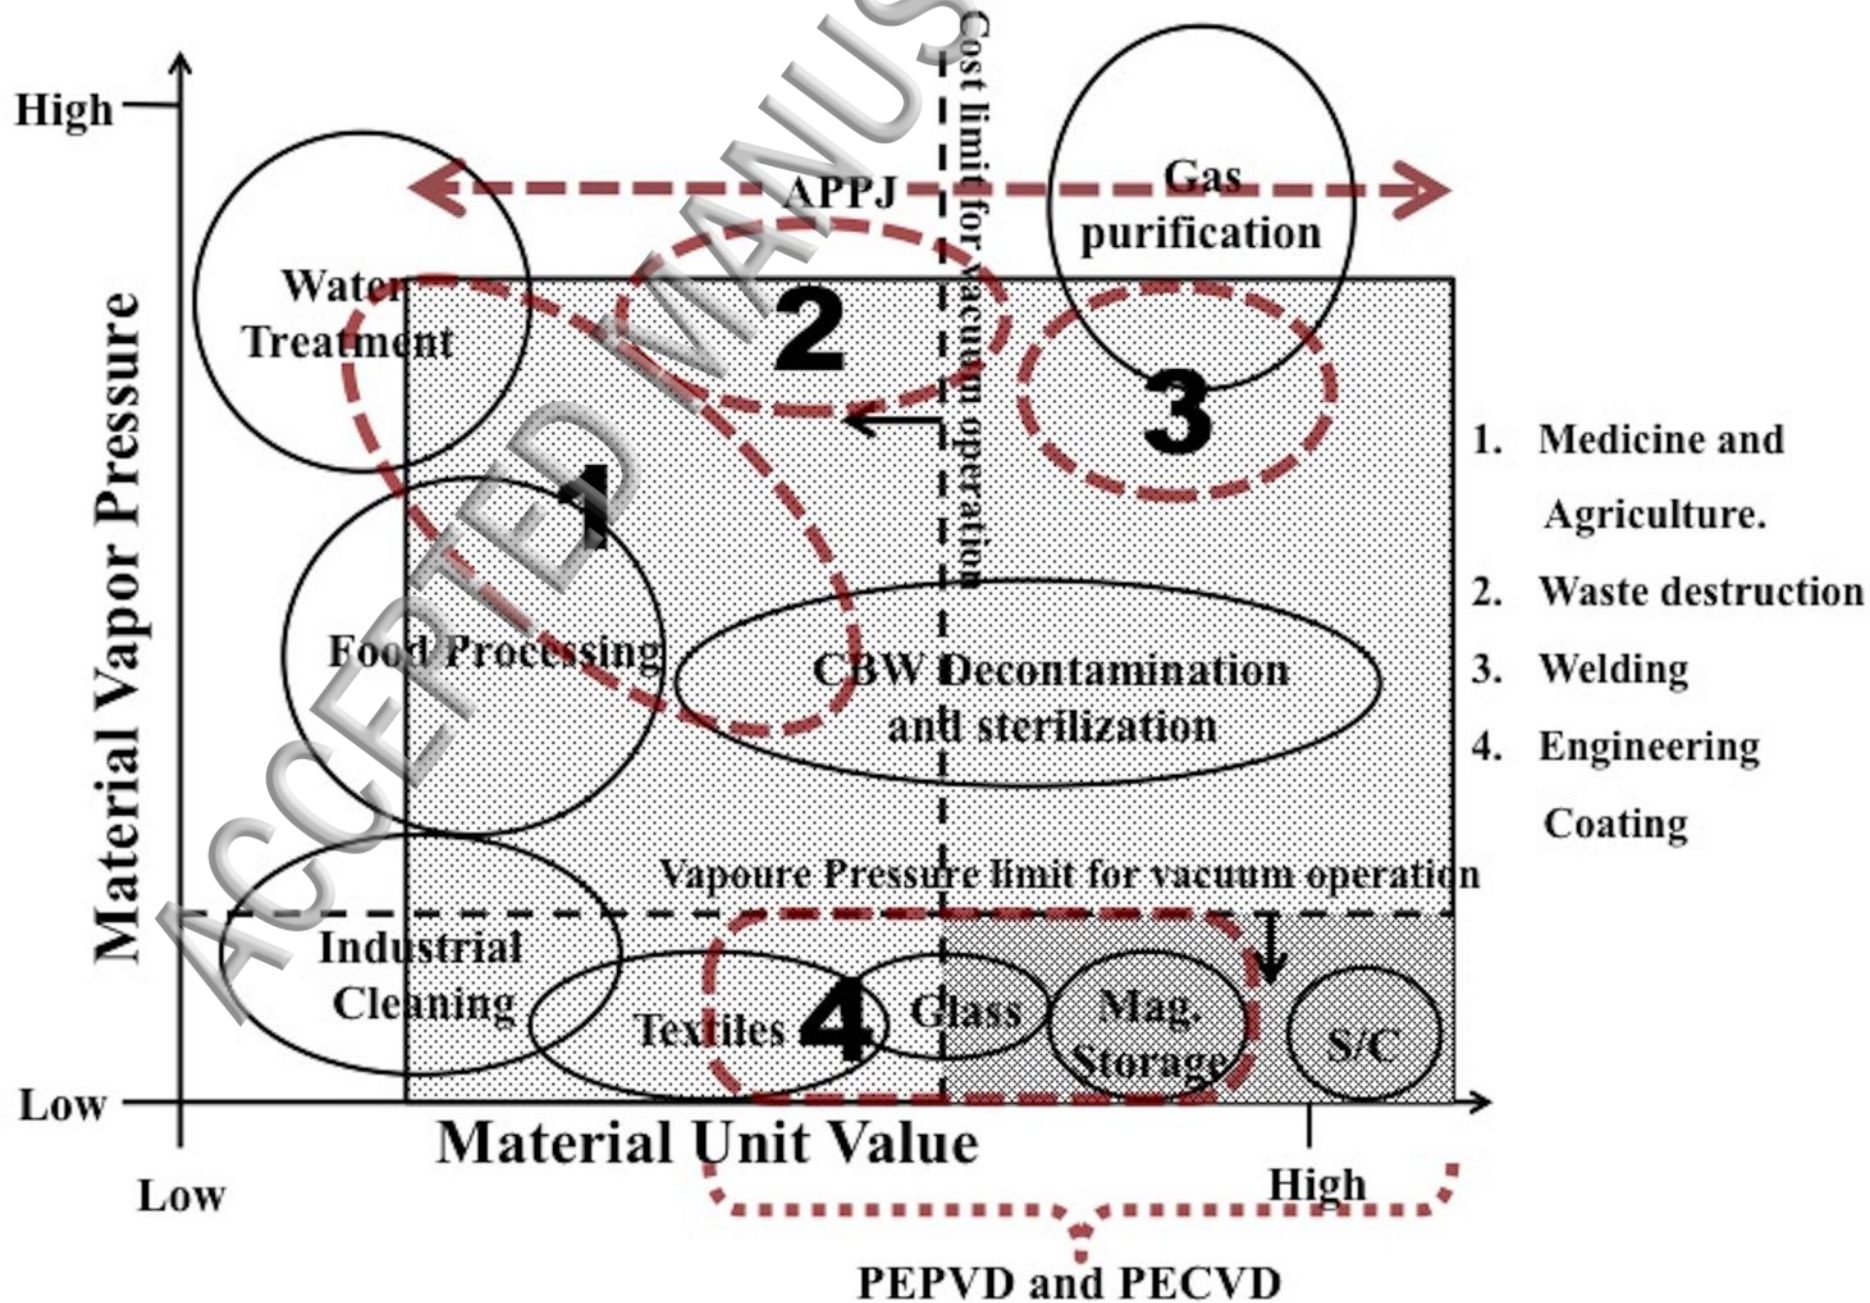 High
Cost limit for vacuum operation
APPJ
Gas
purification
Water
Treatment
2
3
1
Material Vapor Pressure
1. Medicine and
Agriculture.
2. Waste destruction
3. Welding
4. Engineering
Coating
Food Processing
CBW Decontamination
and sterilization
Vapoure Pressure limit for vacuum operation
Industrial
Cleaning
Textiles
4
Glass
Mag.
Storage
S/C
Low
Material Unit Value
Low
High
PEPVD and PECVD
ACCEPTED MANUS